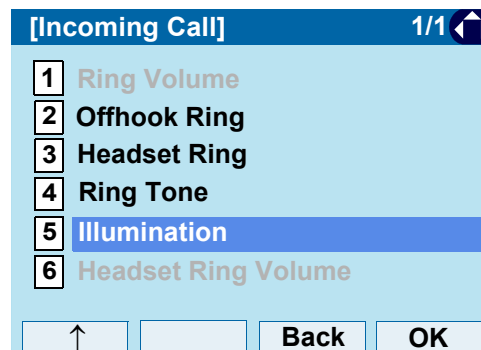 [Incoming Call] 1/1
1 Ring Volume
2 Offhook Ring
3 Headset Ring
4 Ring Tone
5 Illumination
6 Headset Ring Volume
↑ Back OK